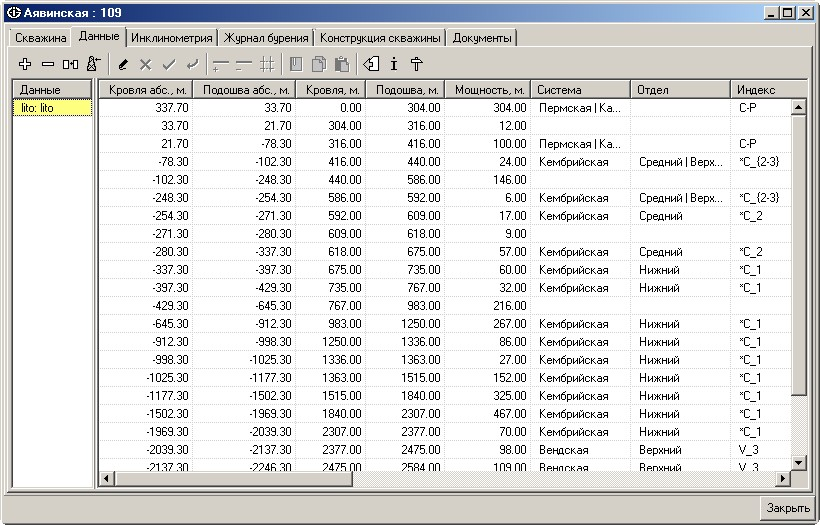 Аявинская : 109
Скважина Данные Инклинометрия Журнал бурения Конструкция скважины Документы
Данные Кровля абс., м. Подошва абс., м. Кровля, м. Подошва, м. Мощность, м. Система Отдел Индекс
lito: lito 337.70 33.70 0.00 304.00 304.00 Пермская | Ка... C-P
33.70 21.70 304.00 316.00 12.00
21.70 -78.30 316.00 416.00 100.00 Пермская | Ка... C-P
-78.30 -102.30 416.00 440.00 24.00 Кембрийская Средний | Верх... *C_{2-3}
-102.30 -248.30 440.00 586.00 146.00
-248.30 -254.30 586.00 592.00 6.00 Кембрийская Средний | Верх... *C_{2-3}
-254.30 -271.30 592.00 609.00 17.00 Кембрийская Средний *C_2
-271.30 -280.30 609.00 618.00 9.00
-280.30 -337.30 618.00 675.00 57.00 Кембрийская Средний *C_2
-337.30 -397.30 675.00 735.00 60.00 Кембрийская Нижний *C_1
-397.30 -429.30 735.00 767.00 32.00 Кембрийская Нижний *C_1
-429.30 -645.30 767.00 983.00 216.00
-645.30 -912.30 983.00 1250.00 267.00 Кембрийская Нижний *C_1
-912.30 -998.30 1250.00 1336.00 86.00 Кембрийская Нижний *C_1
-998.30 -1025.30 1336.00 1363.00 27.00 Кембрийская Нижний *C_1
-1025.30 -1177.30 1363.00 1515.00 152.00 Кембрийская Нижний *C_1
-1177.30 -1502.30 1515.00 1840.00 325.00 Кембрийская Нижний *C_1
-1502.30 -1969.30 1840.00 2307.00 467.00 Кембрийская Нижний *C_1
-1969.30 -2039.30 2307.00 2377.00 70.00 Кембрийская Нижний *C_1
-2039.30 -2137.30 2377.00 2475.00 98.00 Вендская Верхний V_3
-2137.30 -2246.30 2475.00 2584.00 109.00 Вендская Верхний V_3
Закрыть